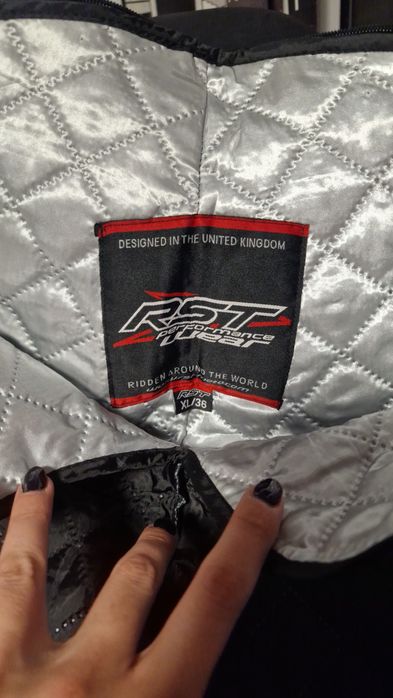 DESIGNED IN THE UNITED KINGDOM
RST
performance
wear
RIDDEN AROUND THE WORLD
RST
XL/36